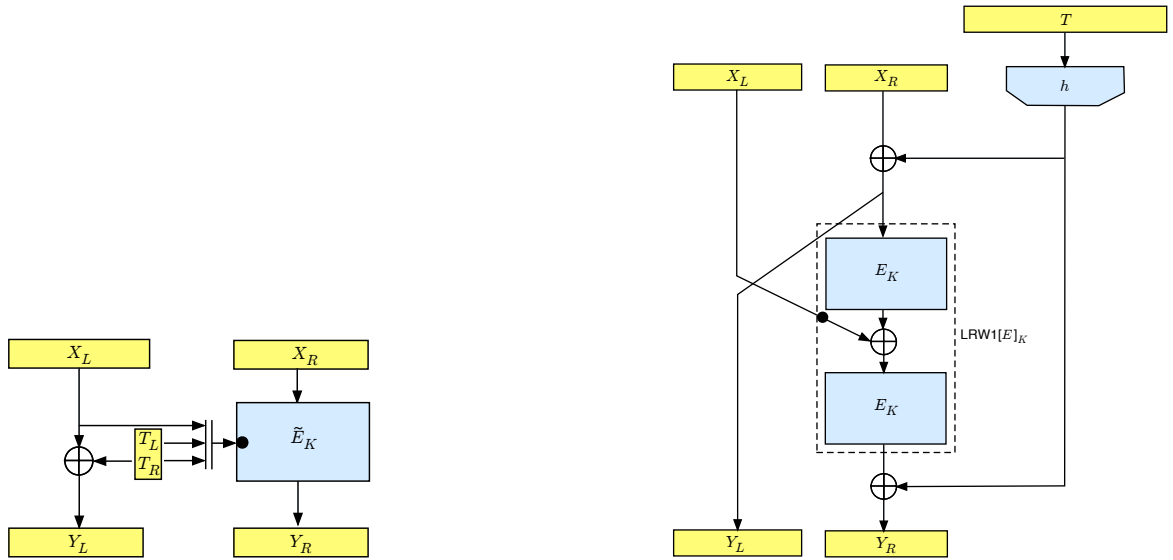 X_L
X_R
T_L
T_R
Ẽ_K
Y_L
Y_R
T
h
X_L
X_R
E_K
LRW1[E]_K
E_K
Y_L
Y_R